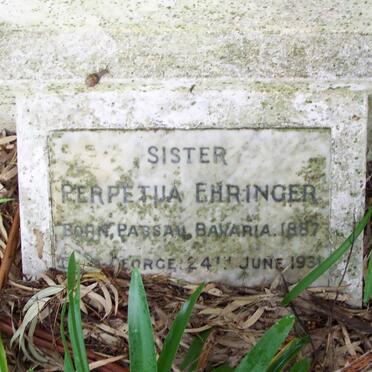 SISTER
PERPETUA EHRINGER
BORN, PASSAU, BAVARIA. 1887
GEORGE. 24TH JUNE 1931